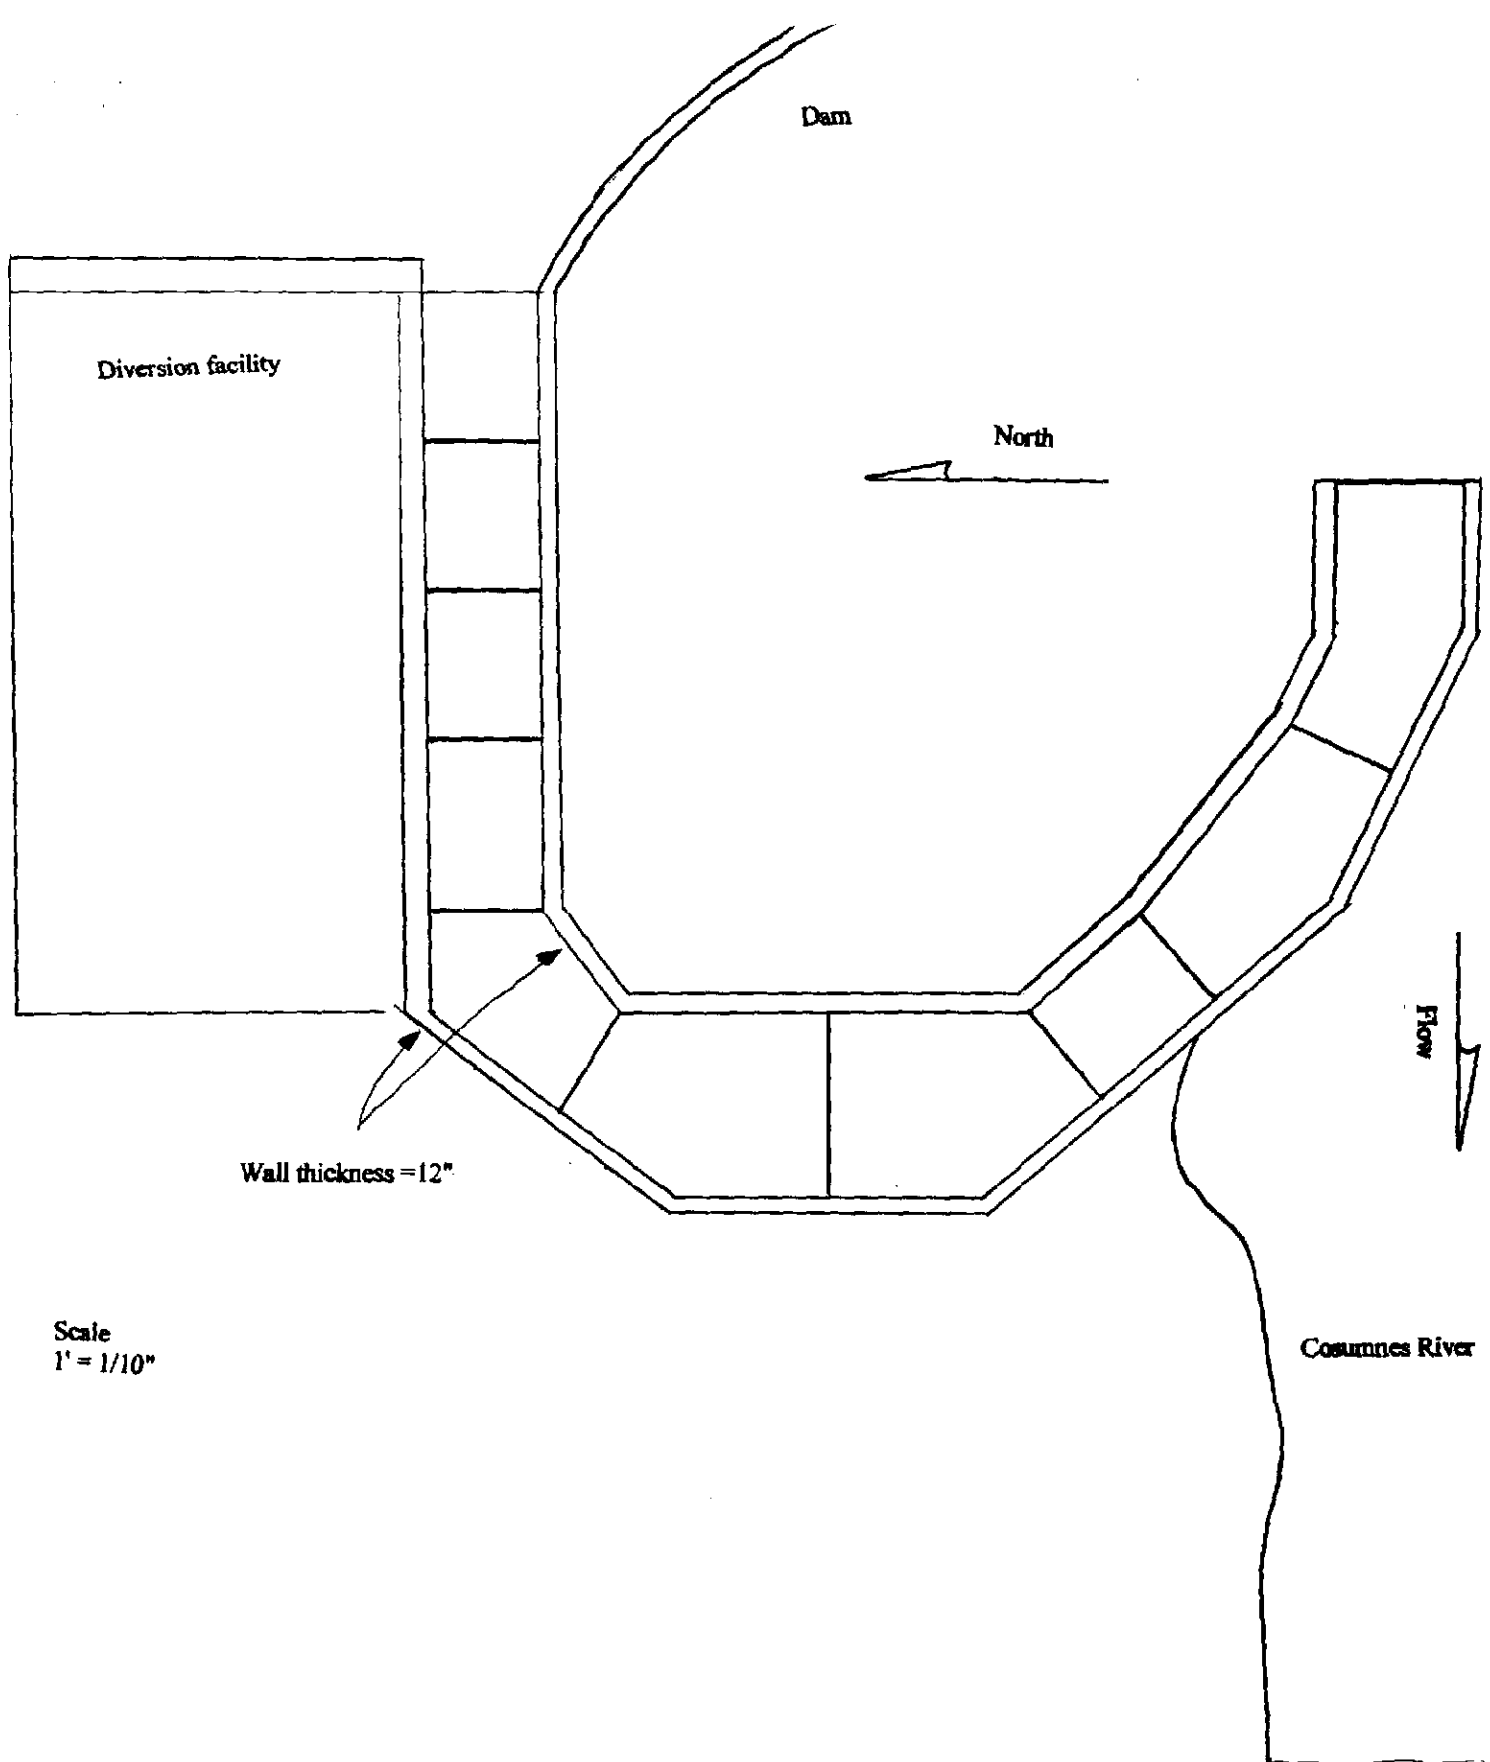 Dam
Diversion facility
North
Flow
Wall thickness =12"
Scale
1' = 1/10"
Cosumnes River